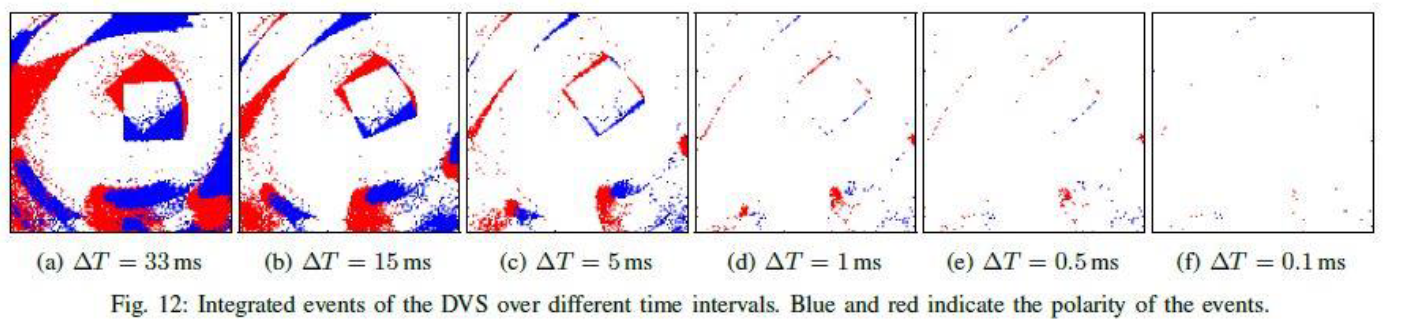 (a) ΔT = 33 ms (b) ΔT = 15 ms (c) ΔT = 5 ms (d) ΔT = 1 ms (e) ΔT = 0.5 ms (f) ΔT = 0.1 ms
Fig. 12: Integrated events of the DVS over different time intervals. Blue and red indicate the polarity of the events.